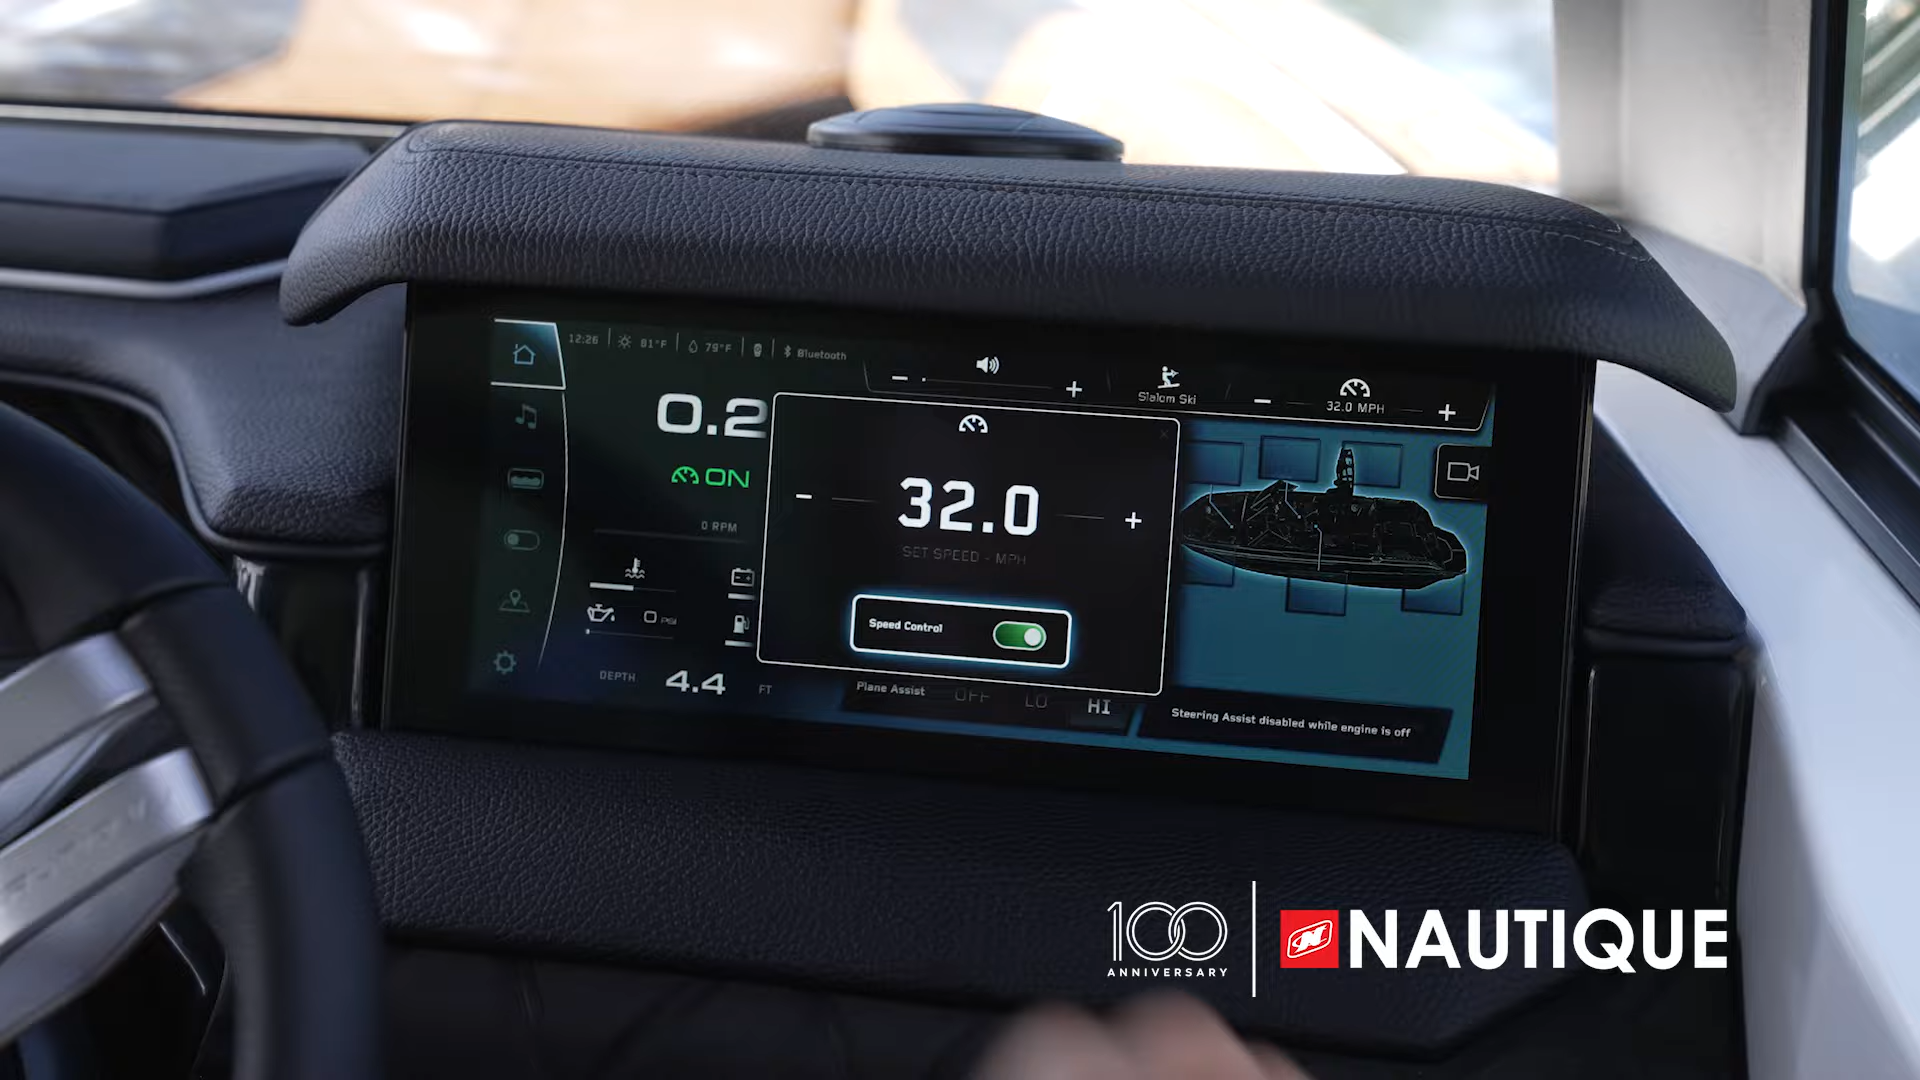 12:26 81°F 79°F Bluetooth
0.2
ON
0 RPM
0 PSI
DEPTH 4.4 FT
Slalom Ski
32.0 MPH
32.0
SET SPEED - MPH
Speed Control
Plane Assist OFF LO HI
Steering Assist disabled while engine is off
100
ANNIVERSARY
NAUTIQUE